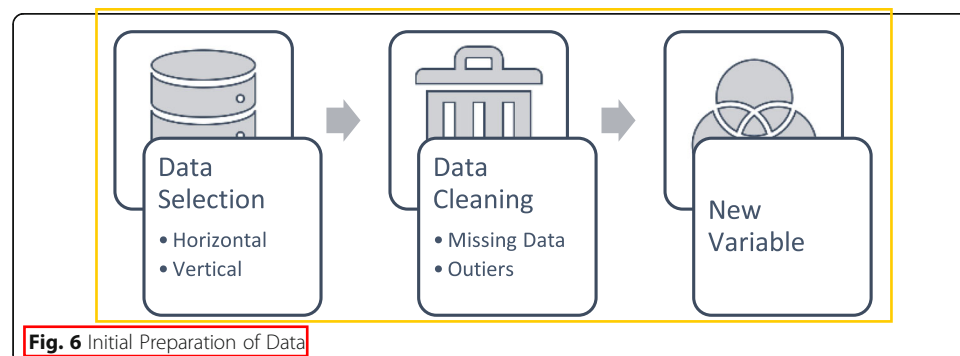 Data
Selection
• Horizontal
• Vertical
Data
Cleaning
• Missing Data
• Outiers
New
Variable
Fig. 6 Initial Preparation of Data